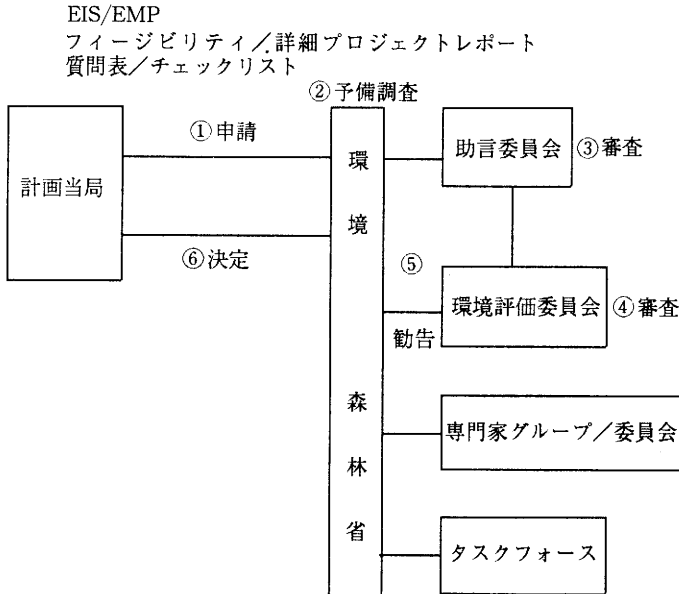 EIS/EMP
フィージビリティ／詳細プロジェクトレポート
質問表／チェックリスト
②予備調査
①申請
計画当局
⑥決定
環境森林省
助言委員会
③審査
⑤
勧告
環境評価委員会
④審査
専門家グループ／委員会
タスクフォース